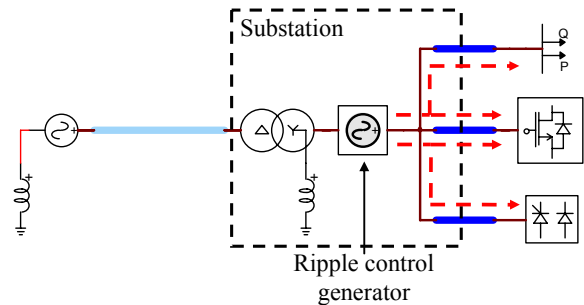 Substation
Q
P
+
Δ
Y
+
+
+
+
Ripple control
generator